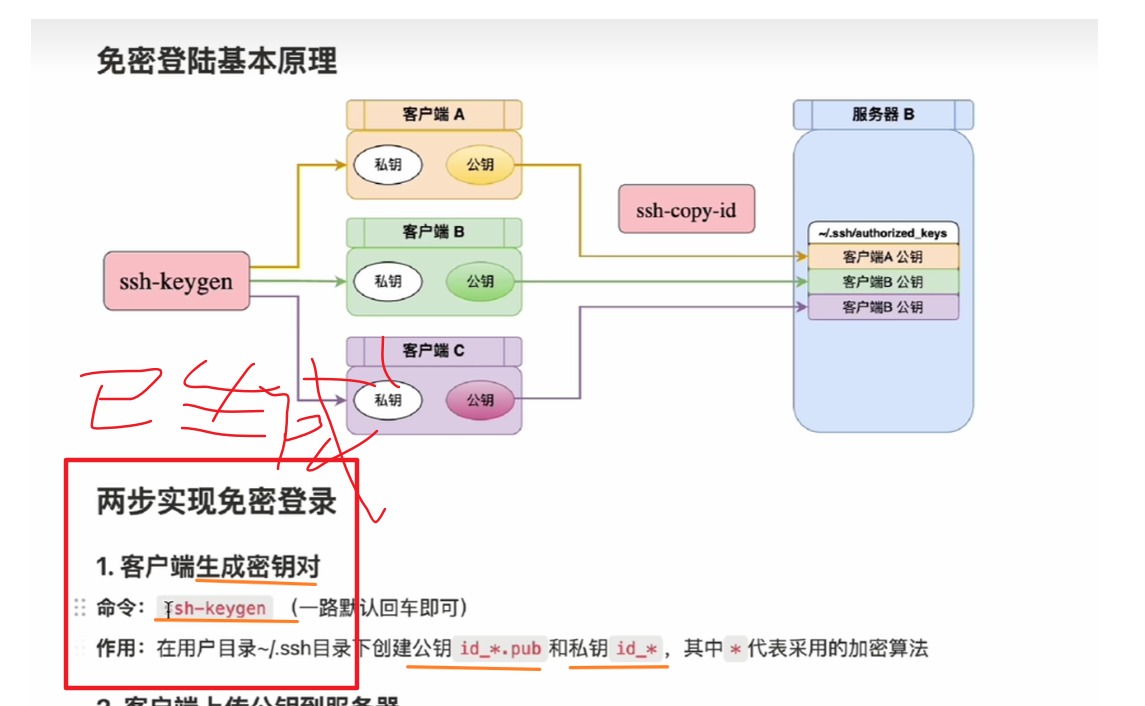 免密登陆基本原理
客户端 A
服务器 B
私钥
公钥
ssh-copy-id
客户端 B
~/.ssh/authorized_keys
客户端A 公钥
ssh-keygen
私钥
公钥
客户端B 公钥
客户端B 公钥
客户端 C
私钥
公钥
已生成
两步实现免密登录
1. 客户端生成密钥对
命令： ssh-keygen （一路默认回车即可）
作用：在用户目录~/.ssh目录下创建公钥 id_*.pub 和私钥 id_* ，其中 * 代表采用的加密算法
2. 客户端上传公钥到服务器